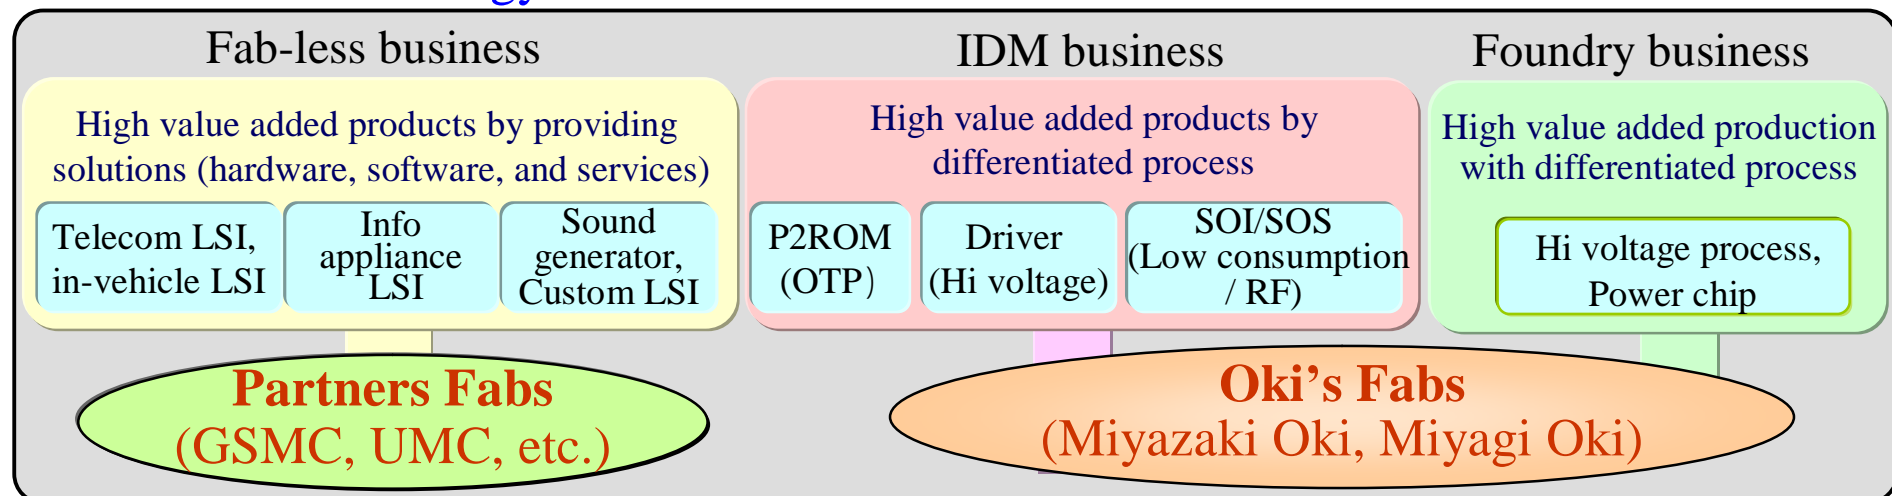 Fab-less business
High value added products by providing
solutions (hardware, software, and services)
Telecom LSI,
in-vehicle LSI
Info
appliance
LSI
Sound
generator,
Custom LSI
Partners Fabs
(GSMC, UMC, etc.)
IDM business
High value added products by
differentiated process
P2ROM
(OTP)
Driver
(Hi voltage)
SOI/SOS
(Low consumption
/ RF)
Foundry business
High value added production
with differentiated process
Hi voltage process,
Power chip
Oki’s Fabs
(Miyazaki Oki, Miyagi Oki)